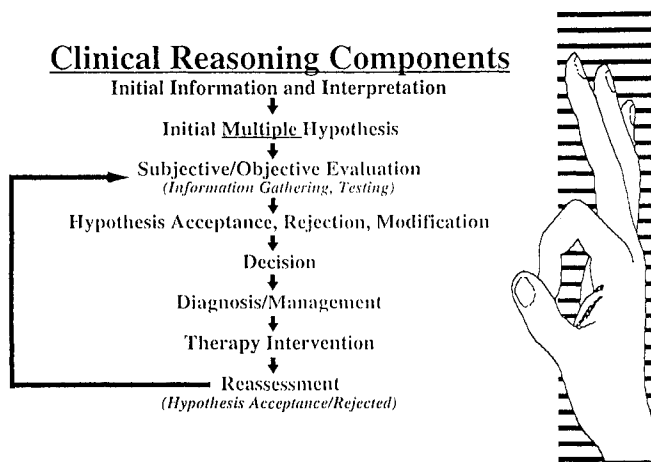 Clinical Reasoning Components
Initial Information and Interpretation
Initial Multiple Hypothesis
Subjective/Objective Evaluation
(Information Gathering, Testing)
Hypothesis Acceptance, Rejection, Modification
Decision
Diagnosis/Management
Therapy Intervention
Reassessment
(Hypothesis Acceptance/Rejected)